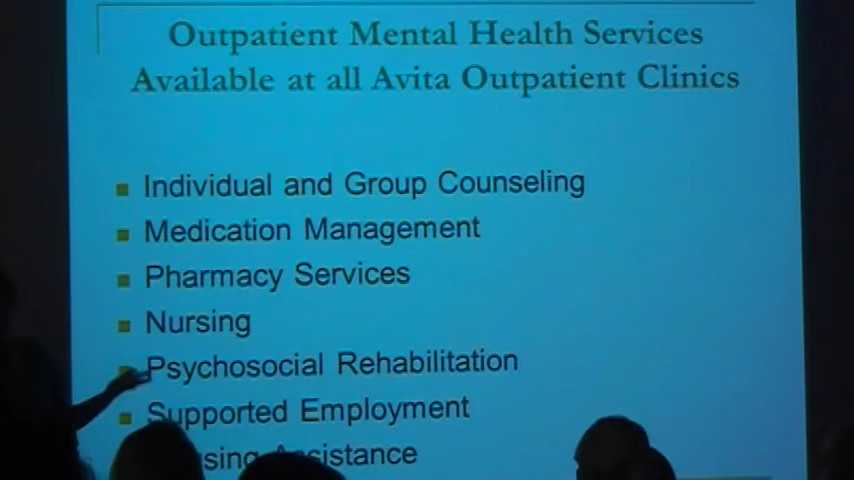 Outpatient Mental Health Services
Available at all Avita Outpatient Clinics
Individual and Group Counseling
Medication Management
Pharmacy Services
Nursing
Psychosocial Rehabilitation
Supported Employment
Assistance